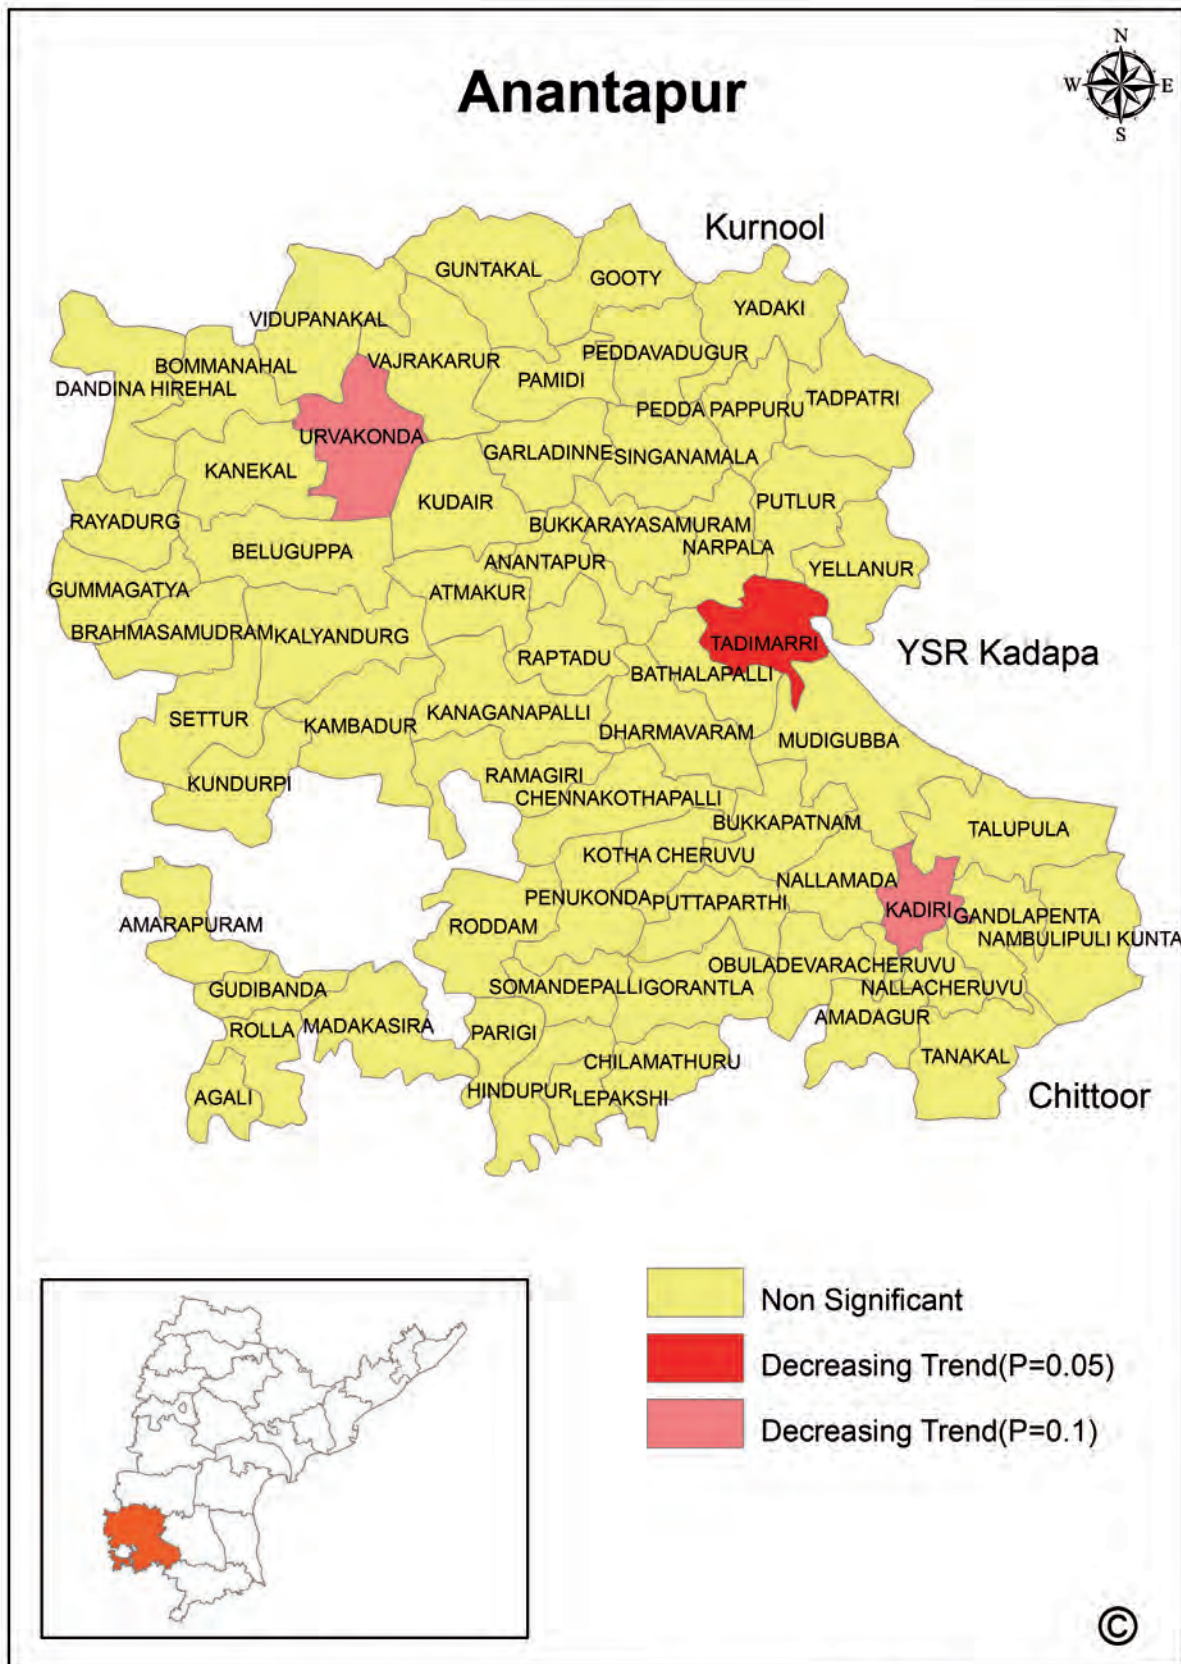 N
Anantapur
W E
S
Kurnool
GUNTAKAL
GOOTY
YADAKI
VIDUPANAKAL
PEDDAVADUGUR
VAJRAKARUR
BOMMANAHAL
PAMIDI
DANDINA HIREHAL
TADPATRI
PEDDA PAPPURU
URVAKONDA
GARLADINNE
SINGANAMALA
KANEKAL
KUDAIR
PUTLUR
RAYADURG
BUKKARAYASAMURAM
BELUGUPPA
NARPALA
ANANTAPUR
YELLANUR
GUMMAGATYA
ATMAKUR
BRAHMASAMUDRAM
KALYANDURG
TADIMARRI
YSR Kadapa
RAPTADU
BATHALAPALLI
SETTUR
KAMBADUR
KANAGANAPALLI
DHARMAVARAM
MUDIGUBBA
KUNDURPI
RAMAGIRI
CHENNAKOTHAPALLI
BUKKAPATNAM
TALUPULA
KOTHA CHERUVU
NALLAMADA
PENUKONDA
PUTTAPARTHI
KADIRI
GANDLAPENTA
AMARAPURAM
RODDAM
NAMBULIPULI KUNTA
OBULADEVARACHERUVU
GUDIBANDA
SOMANDEPALLI
GORANTLA
NALLACHERUVU
ROLLA
MADAKASIRA
PARIGI
AMADAGUR
CHILAMATHURU
TANAKAL
AGALI
HINDUPUR
LEPAKSHI
Chittoor
Non Significant
Decreasing Trend(P=0.05)
Decreasing Trend(P=0.1)
©